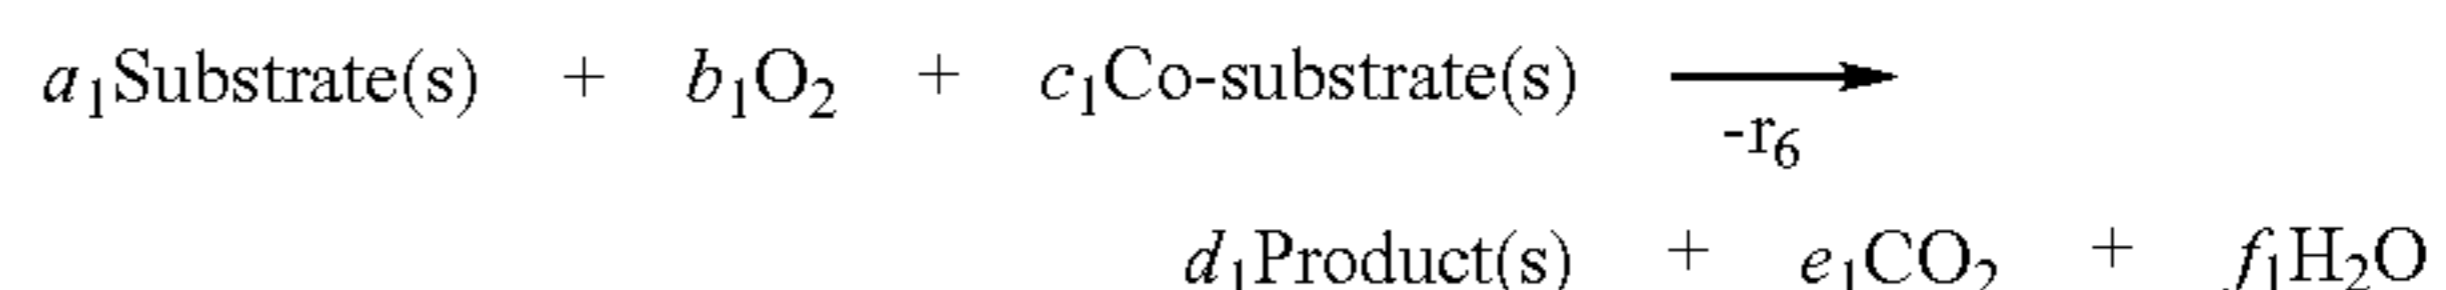 a₁Substrate(s) + b₁O₂ + c₁Co-substrate(s) →
-r₆
d₁Product(s) + e₁CO₂ + f₁H₂O